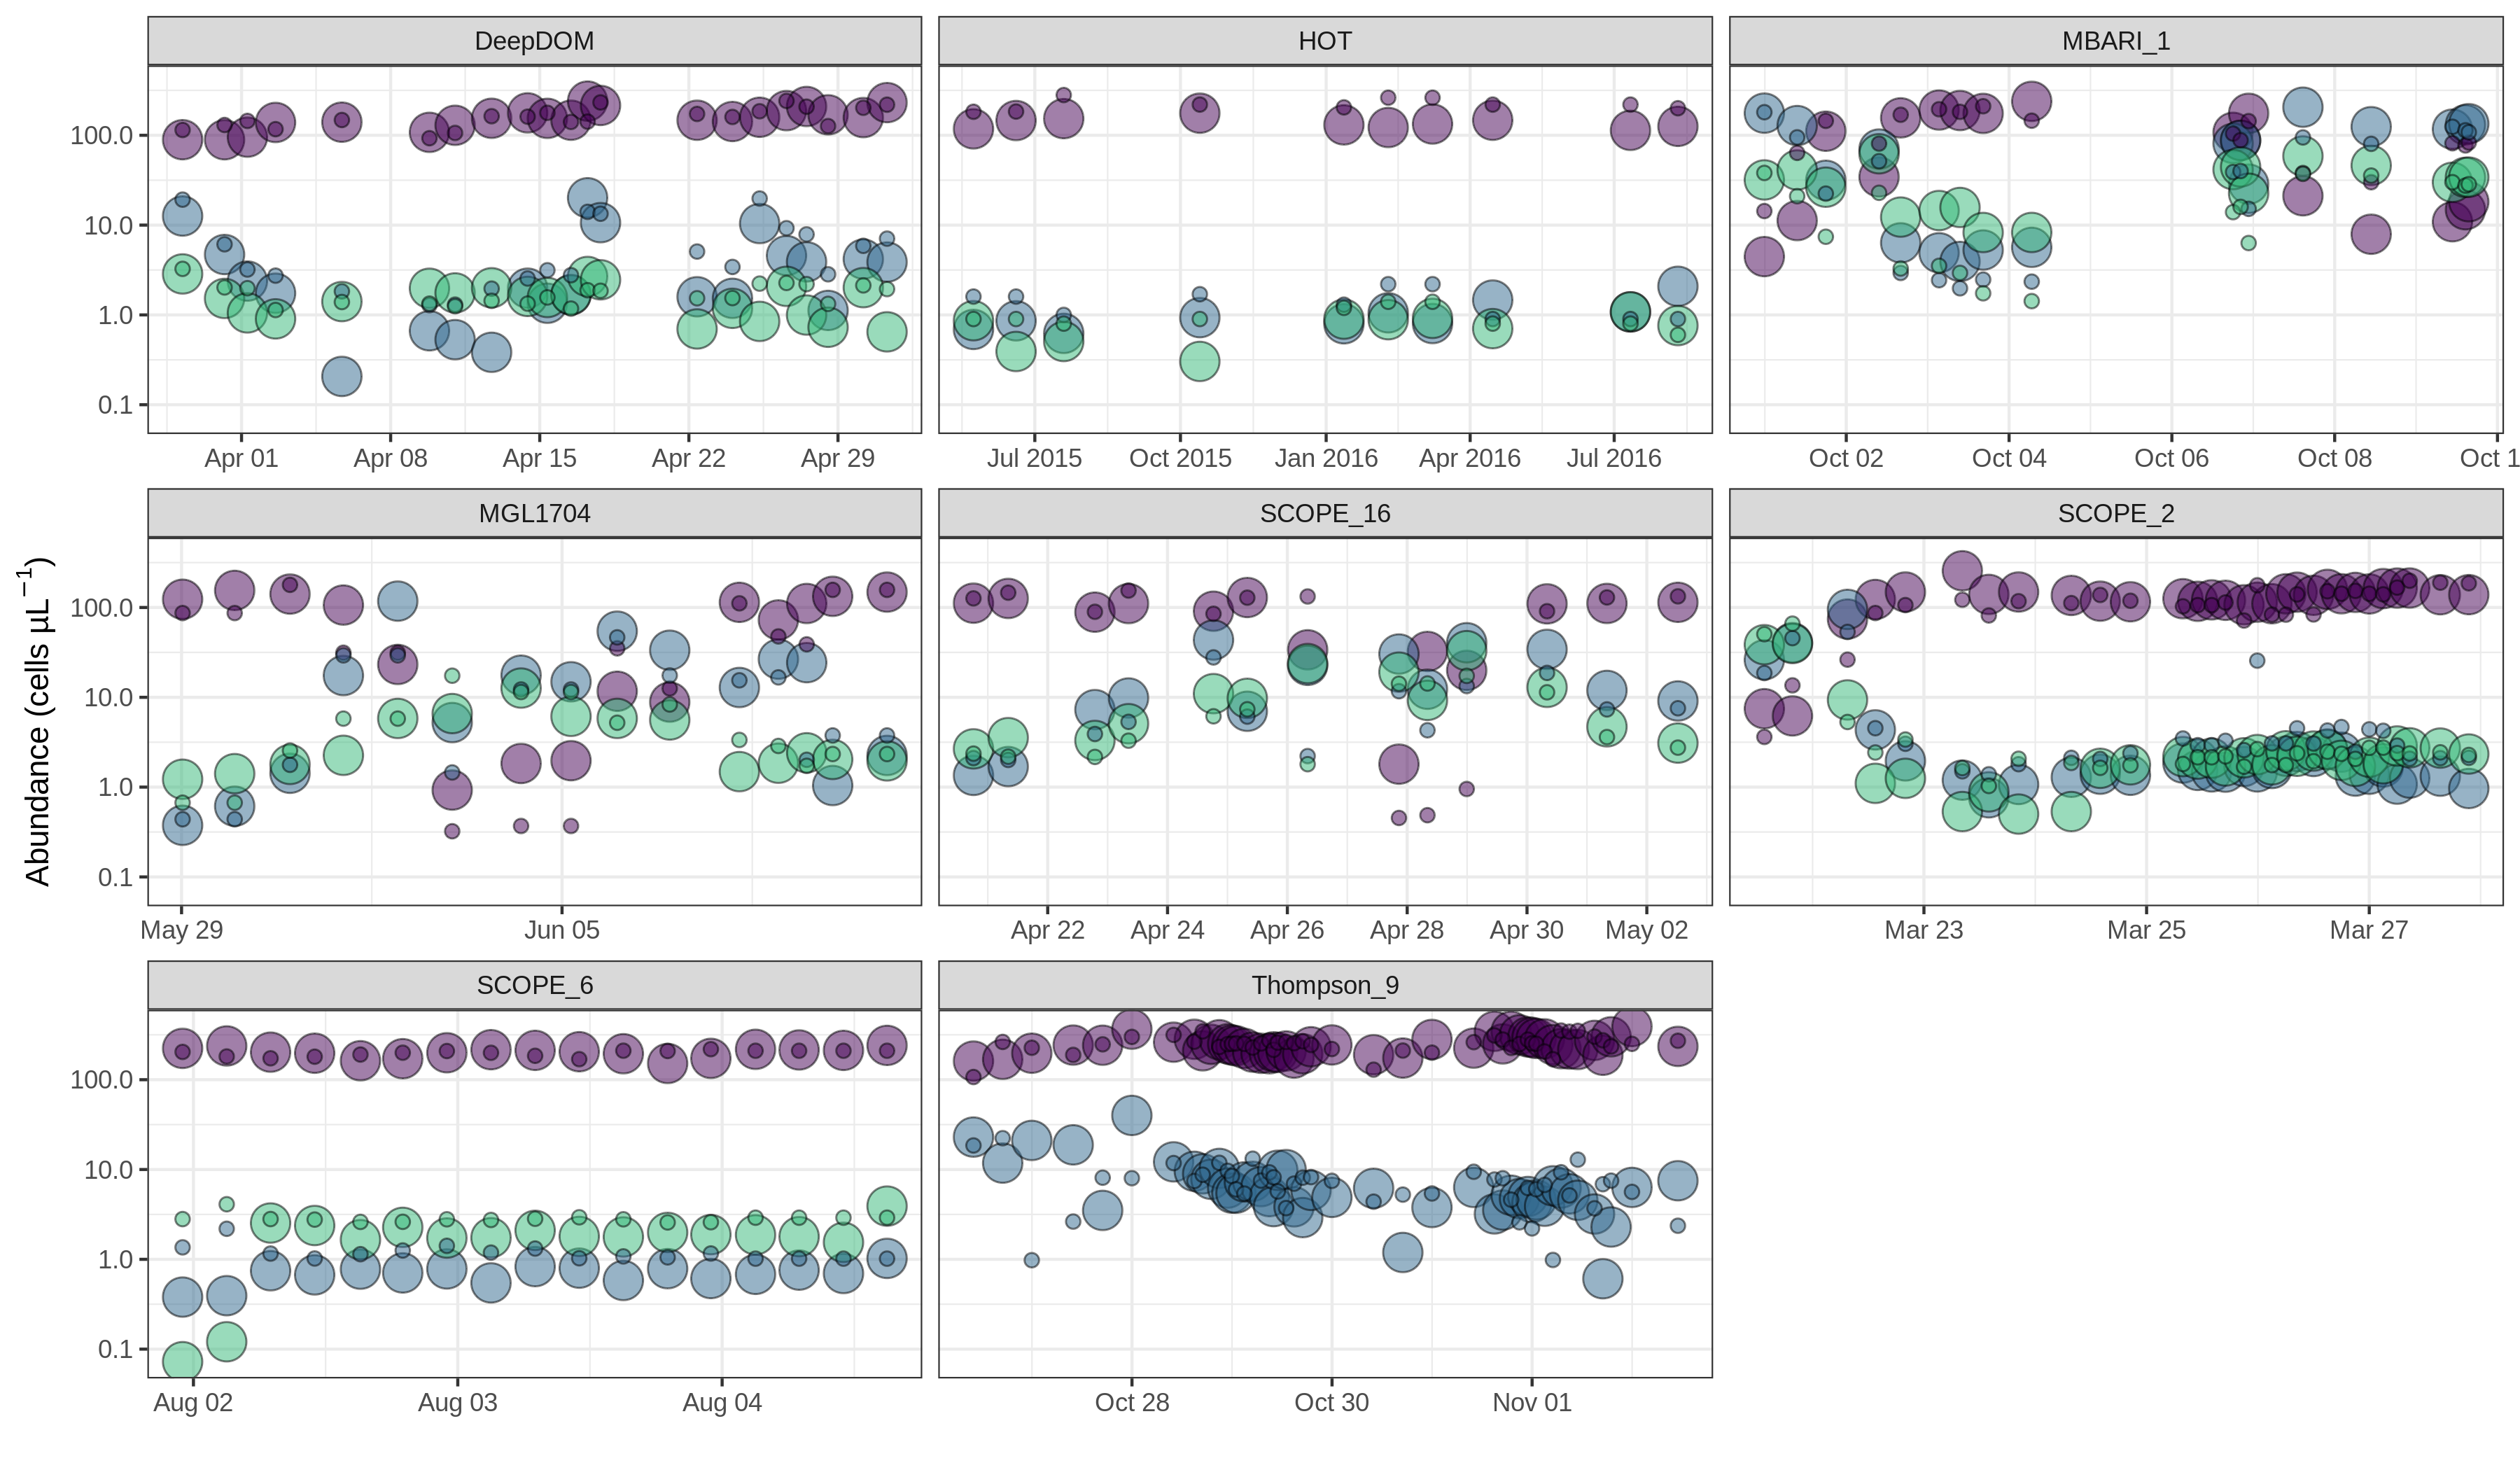 DeepDOM HOT MBARI_1
100.0
10.0
1.0
0.1
Apr 01 Apr 08 Apr 15 Apr 22 Apr 29 Jul 2015 Oct 2015 Jan 2016 Apr 2016 Jul 2016 Oct 02 Oct 04 Oct 06 Oct 08 Oct 1
MGL1704 SCOPE_16 SCOPE_2
Abundance (cells µL⁻¹)
100.0
10.0
1.0
0.1
May 29 Jun 05 Apr 22 Apr 24 Apr 26 Apr 28 Apr 30 May 02 Mar 23 Mar 25 Mar 27
SCOPE_6 Thompson_9
100.0
10.0
1.0
0.1
Aug 02 Aug 03 Aug 04 Oct 28 Oct 30 Nov 01